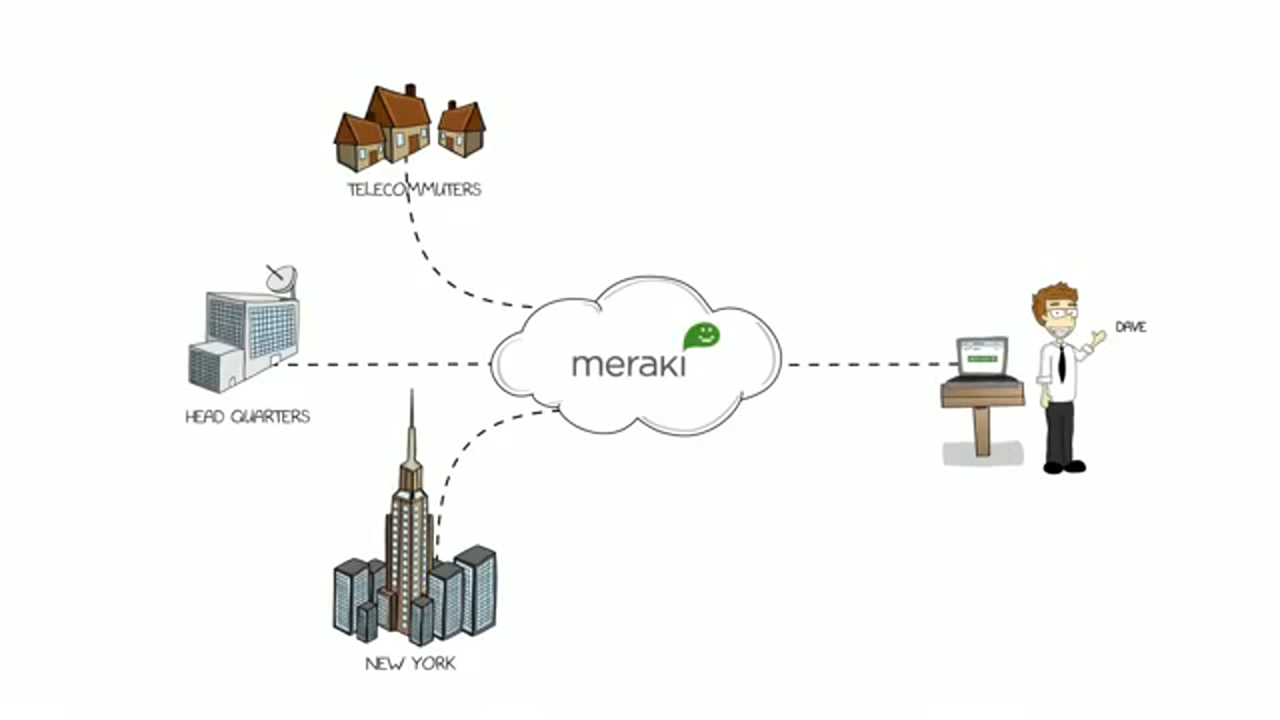 TELECOMMUTERS
meraki
DAVE
HEAD QUARTERS
NEW YORK